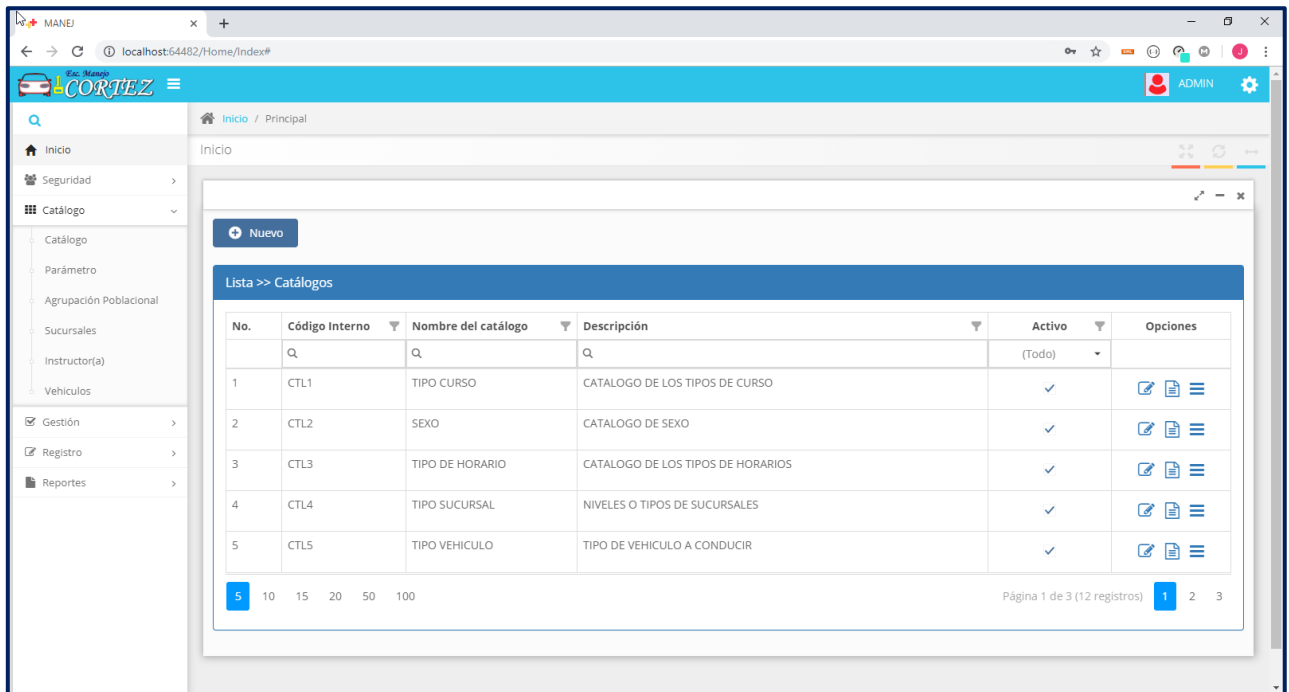 MANEJ
localhost:64482/Home/Index#
J
Esc. Manejo
CORTEZ
ADMIN
Inicio / Principal
Inicio
Inicio
Seguridad
Catálogo
Catálogo
Parámetro
Agrupación Poblacional
Sucursales
Instructor(a)
Vehiculos
Gestión
Registro
Reportes
Nuevo
Lista >> Catálogos
No. Código Interno Nombre del catálogo Descripción Activo Opciones
(Todo)
1 CTL1 TIPO CURSO CATALOGO DE LOS TIPOS DE CURSO
2 CTL2 SEXO CATALOGO DE SEXO
3 CTL3 TIPO DE HORARIO CATALOGO DE LOS TIPOS DE HORARIOS
4 CTL4 TIPO SUCURSAL NIVELES O TIPOS DE SUCURSALES
5 CTL5 TIPO VEHICULO TIPO DE VEHICULO A CONDUCIR
5 10 15 20 50 100 Página 1 de 3 (12 registros) 1 2 3